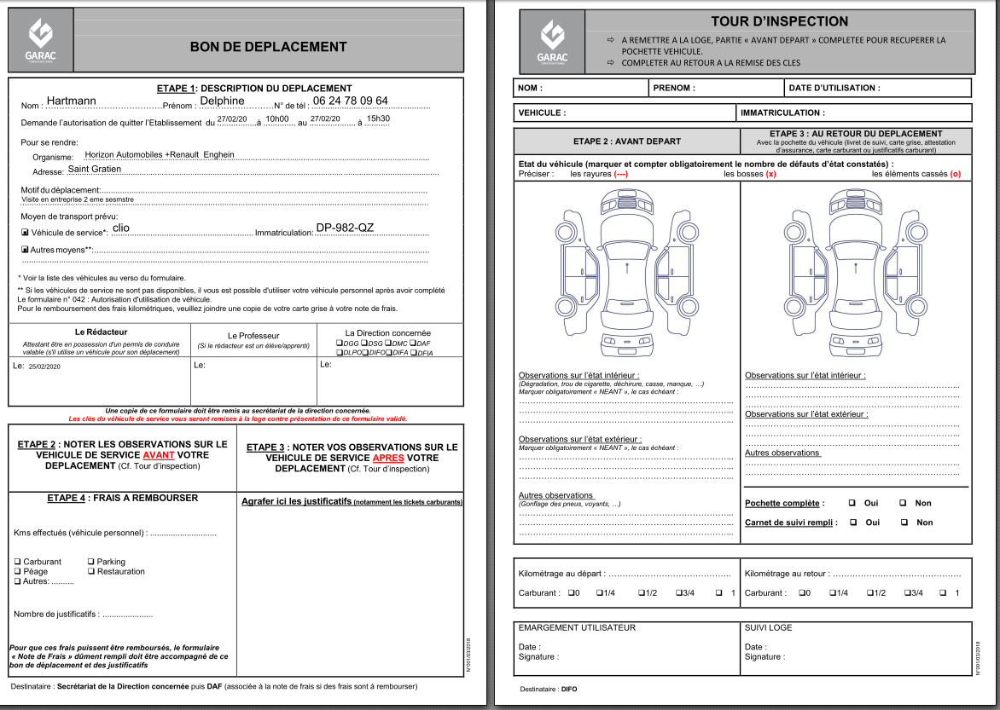 GARAC
BON DE DEPLACEMENT
ETAPE 1: DESCRIPTION DU DEPLACEMENT
Nom : Hartmann Prénom : Delphine N° de tél : 06 24 78 09 64
Demande l'autorisation de quitter l'Etablissement du 27/02/20 à 10h00 au 27/02/20 à 15h30
Pour se rendre:
Organisme: Horizon Automobiles +Renault Enghein
Adresse: Saint Gratien
Motif du déplacement:
Visite en entreprise 2 eme sesmstre
Moyen de transport prévu:
Véhicule de service*: clio Immatriculation: DP-982-QZ
Autres moyens**:
* Voir la liste des véhicules au verso du formulaire.
** Si les véhicules de service ne sont pas disponibles, il vous est possible d'utiliser votre véhicule personnel après avoir complété
Le formulaire n° 042 : Autorisation d'utilisation de véhicule.
Pour le remboursement des frais kilométriques, veuillez joindre une copie de votre carte grise à votre note de frais.
Le Rédacteur
Attestant être en possession d'un permis de conduire
valable (s'il utilise un véhicule pour son déplacement)
Le Professeur
(Si le rédacteur est un élève/apprenti)
La Direction concernée
❑DGG ❑DSG ❑DMC ❑DAF
❑DLPO❑DIFO❑DIFA ❑DFIA
Le: 25/02/2020
Le:
Le:
Une copie de ce formulaire doit être remis au secrétariat de la direction concernée.
Les clés du véhicule de service vous seront remises à la loge contre présentation de ce formulaire validé.
ETAPE 2 : NOTER LES OBSERVATIONS SUR LE
VEHICULE DE SERVICE AVANT VOTRE
DEPLACEMENT (Cf. Tour d'inspection)
ETAPE 3 : NOTER VOS OBSERVATIONS SUR LE
VEHICULE DE SERVICE APRES VOTRE
DEPLACEMENT (Cf. Tour d'inspection)
ETAPE 4 : FRAIS A REMBOURSER
Kms effectués (véhicule personnel) : ...........................
❑ Carburant ❑ Parking
❑ Péage ❑ Restauration
❑ Autres: .........
Nombre de justificatifs : ....................
Pour que ces frais puissent être remboursés, le formulaire
« Note de Frais » dûment rempli doit être accompagné de ce
bon de déplacement et des justificatifs
Agrafer ici les justificatifs (notamment les tickets carburants)
N°001/03/2018
Destinataire : Secrétariat de la Direction concernée puis DAF (associée à la note de frais si des frais sont à rembourser)
GARAC
TOUR D'INSPECTION
⇨ A REMETTRE A LA LOGE, PARTIE « AVANT DEPART » COMPLETEE POUR RECUPERER LA
POCHETTE VEHICULE.
⇨ COMPLETER AU RETOUR A LA REMISE DES CLES
NOM : PRENOM : DATE D'UTILISATION :
VEHICULE : IMMATRICULATION :
ETAPE 2 : AVANT DEPART
ETAPE 3 : AU RETOUR DU DEPLACEMENT
Avec la pochette du véhicule (livret de suivi, carte grise, attestation
d'assurance, carte carburant ou justificatifs carburant)
Etat du véhicule (marquer et compter obligatoirement le nombre de défauts d'état constatés) :
Préciser : les rayures (---) les bosses (x) les éléments cassés (o)
Observations sur l'état intérieur :
(Dégradation, trou de cigarette, déchirure, casse, manque, …)
Marquer obligatoirement « NEANT », le cas échéant :
Observations sur l'état extérieur :
Marquer obligatoirement « NEANT », le cas échéant :
Autres observations
(Gonflage des pneus, voyants, …)
Observations sur l'état intérieur :
Observations sur l'état extérieur :
Autres observations
Pochette complète : ❑ Oui ❑ Non
Carnet de suivi rempli : ❑ Oui ❑ Non
Kilométrage au départ :
Carburant : ❑0 ❑1/4 ❑1/2 ❑3/4 ❑ 1
Kilométrage au retour :
Carburant : ❑0 ❑1/4 ❑1/2 ❑3/4 ❑ 1
EMARGEMENT UTILISATEUR
Date :
Signature :
SUIVI LOGE
Date :
Signature :
N°001/03/2018
Destinataire : DIFO